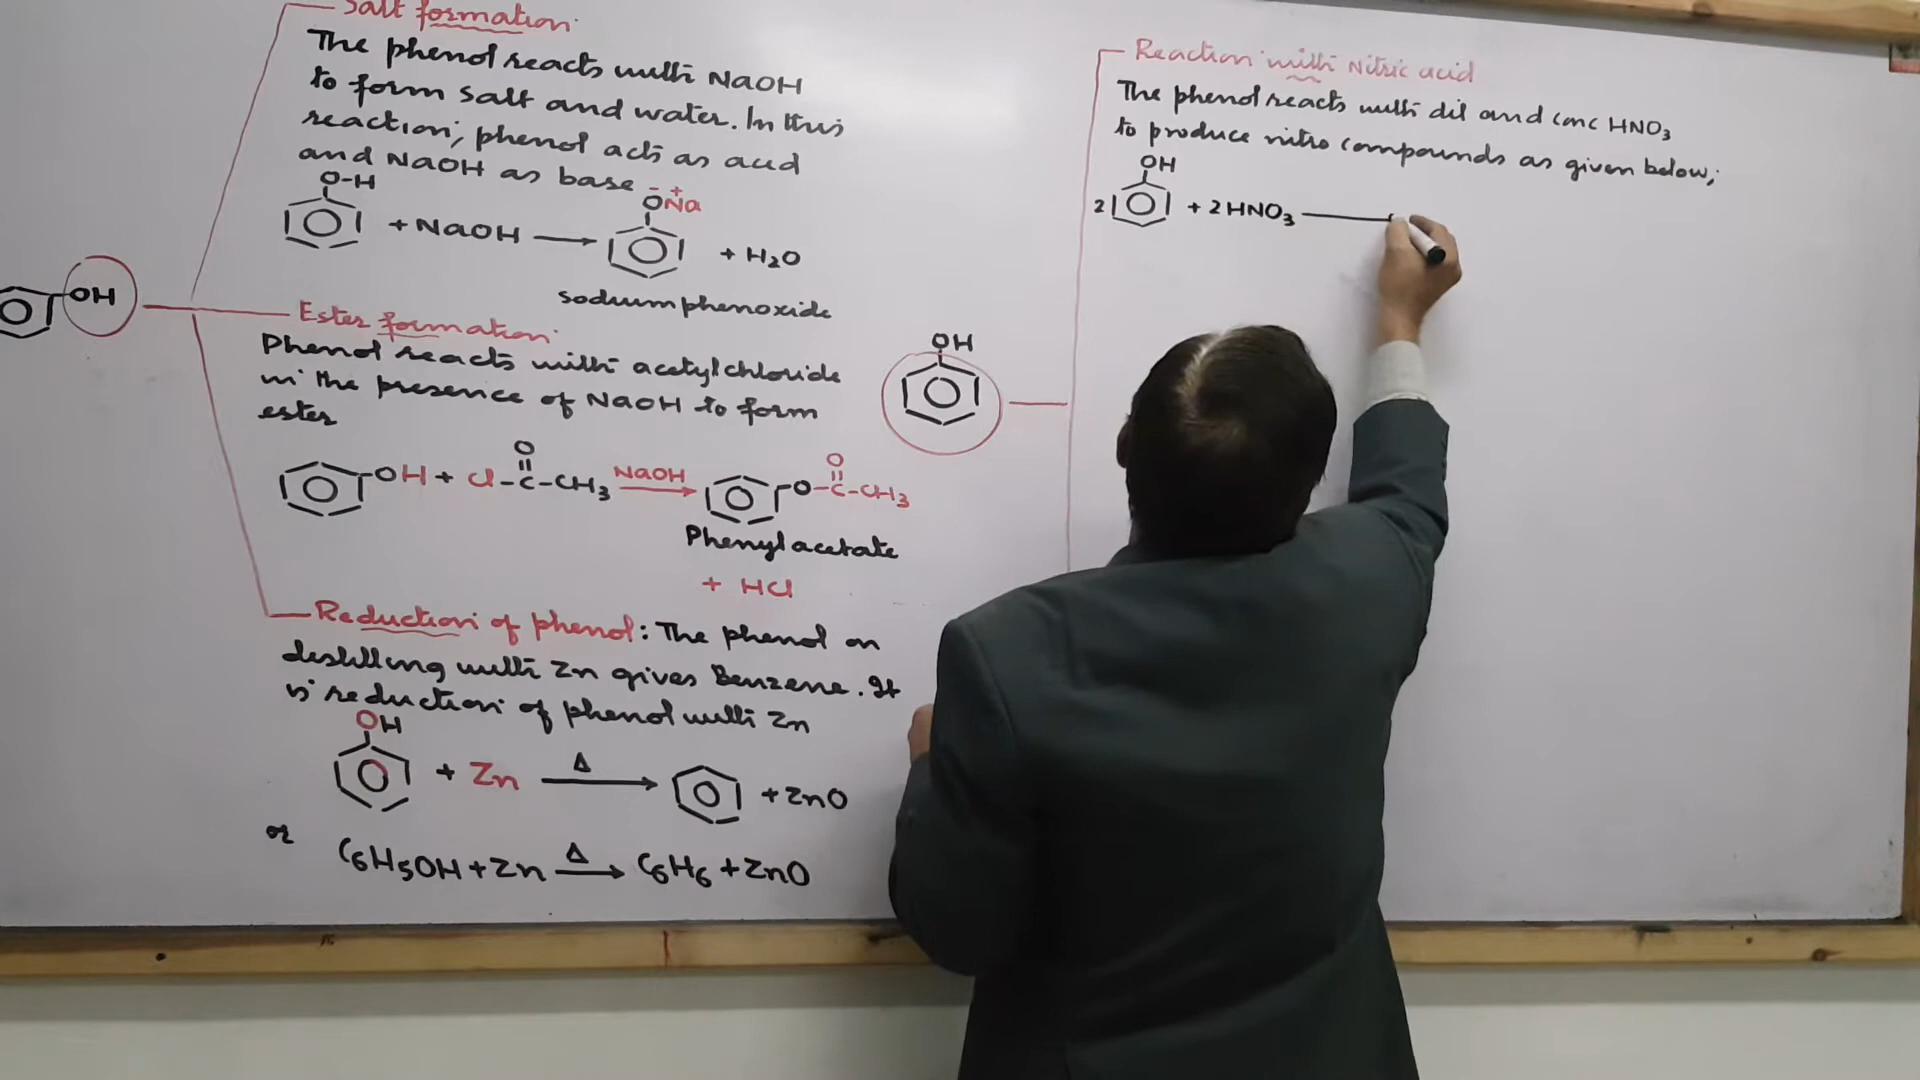 Salt formation
The phenol reacts with NaOH
to form salt and water. In this
reaction, phenol acts as acid
and NaOH as base
O-H
+ NaOH → O⁻Na⁺ + H₂O
sodium phenoxide
OH
Ester formation
Phenol reacts with acetylchloride
in the presence of NaOH to form
ester
OH + Cl-C-CH₃ NaOH → O-C-CH₃
O
O
Phenyl acetate
+ HCl
Reduction of phenol: The phenol on
distilling with Zn gives Benzene. It
is reduction of phenol with Zn
OH
+ Zn Δ → + ZnO
or
C₆H₅OH + Zn Δ → C₆H₆ + ZnO
OH
Reaction with Nitric acid
The phenol reacts with dil and conc HNO₃
to produce nitro compounds as given below;
OH
2 + 2HNO₃